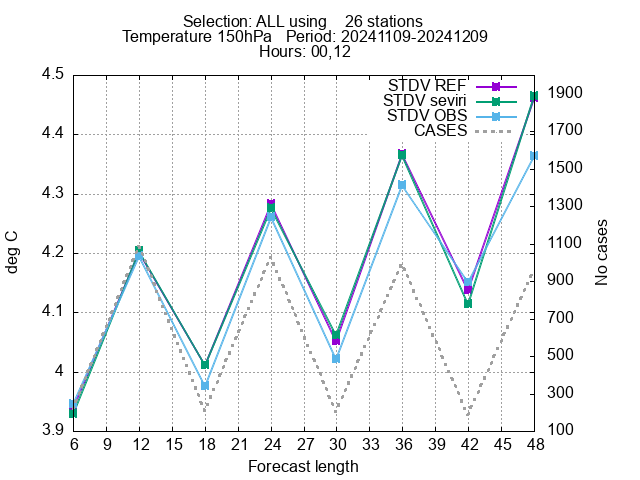 Selection: ALL using    26 stations
Temperature 150hPa   Period: 20241109-20241209
Hours: 00,12
STDV REF
STDV seviri
STDV OBS
CASES
4.5
4.4
4.3
4.2
4.1
4
3.9
deg C
1900
1700
1500
1300
1100
900
700
500
300
100
No cases
6 9 12 15 18 21 24 27 30 33 36 39 42 45 48
Forecast length